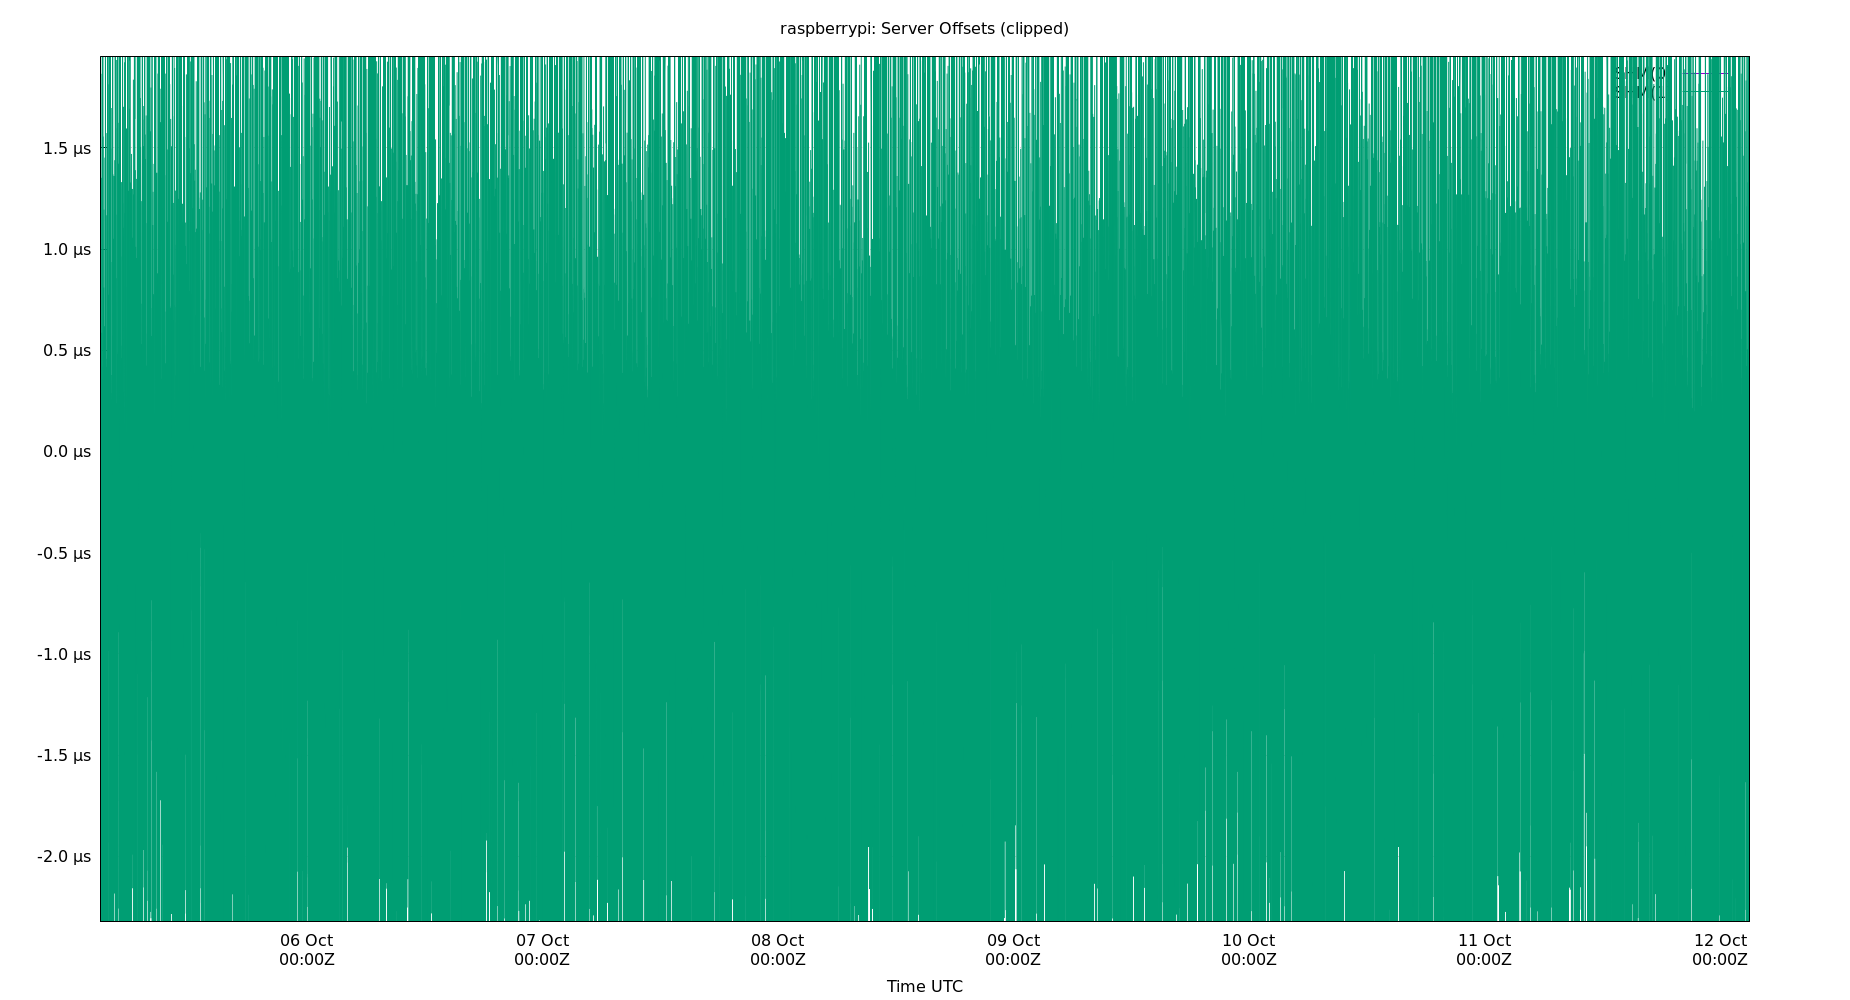 raspberrypi: Server Offsets (clipped)
1.5 µs
1.0 µs
0.5 µs
0.0 µs
-0.5 µs
-1.0 µs
-1.5 µs
-2.0 µs
06 Oct
00:00Z
07 Oct
00:00Z
08 Oct
00:00Z
09 Oct
00:00Z
10 Oct
00:00Z
11 Oct
00:00Z
12 Oct
00:00Z
Time UTC